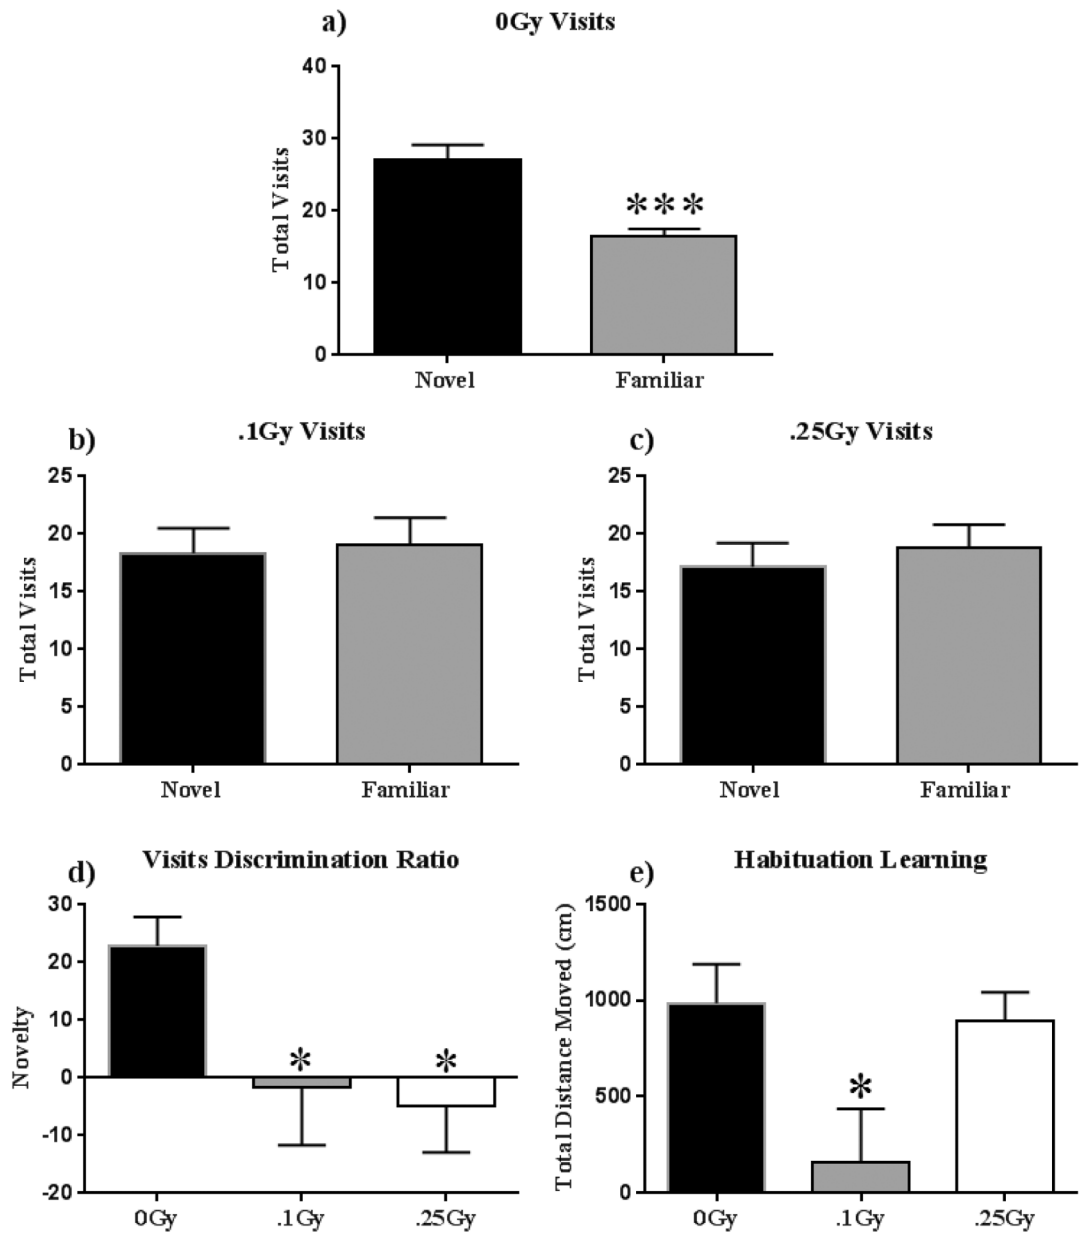 a) 0Gy Visits
40
30
20
10
0
Total Visits
***
Novel Familiar
b) .1Gy Visits
25
20
15
10
5
0
Total Visits
Novel Familiar
c) .25Gy Visits
25
20
15
10
5
0
Total Visits
Novel Familiar
d) Visits Discrimination Ratio
30
20
10
0
-10
-20
Novelty
* *
0Gy .1Gy .25Gy
e) Habituation Learning
1500
1000
500
0
Total Distance Moved (cm)
*
0Gy .1Gy .25Gy